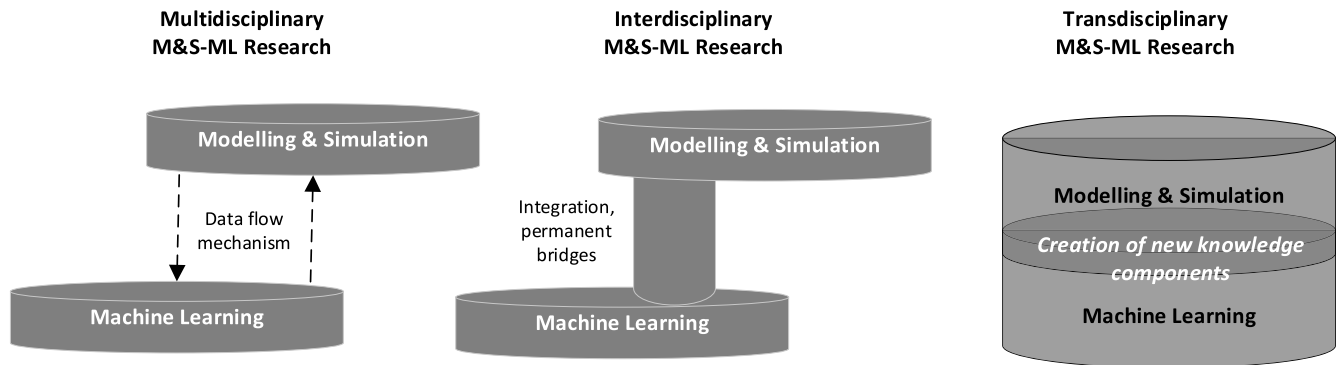 Multidisciplinary
M&S-ML Research
Modelling & Simulation
Data flow
mechanism
Machine Learning
Interdisciplinary
M&S-ML Research
Modelling & Simulation
Integration,
permanent
bridges
Machine Learning
Transdisciplinary
M&S-ML Research
Modelling & Simulation
Creation of new knowledge
components
Machine Learning